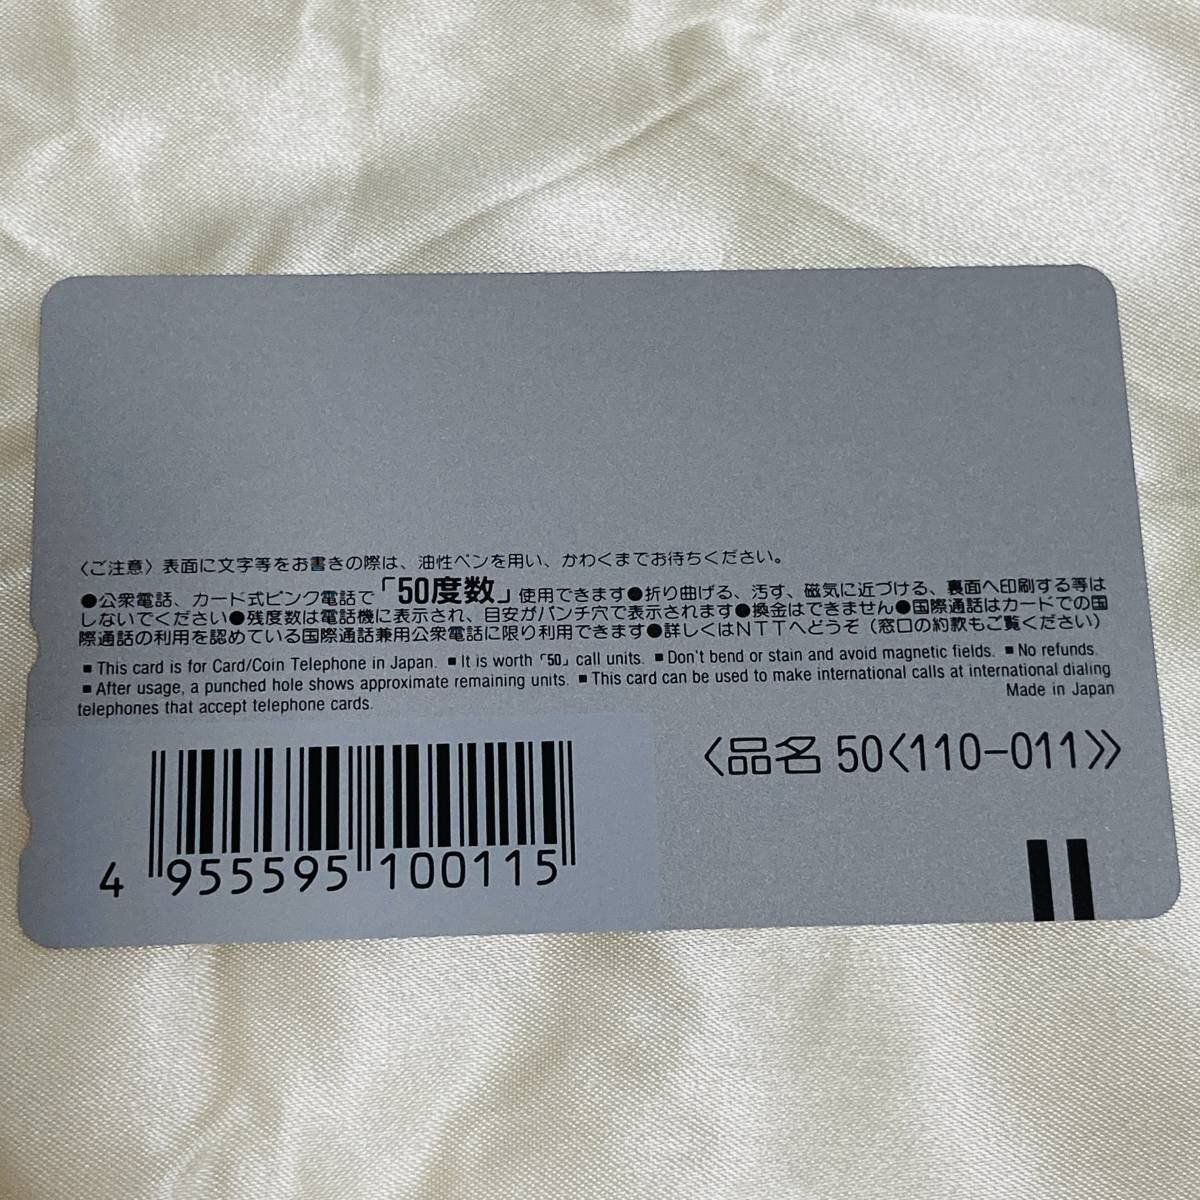 〈ご注意〉表面に文字等をお書きの際は、油性ペンを用い、かわくまでお待ちください。
●公衆電話、カード式ピンク電話で「50度数」使用できます●折り曲げる、汚す、磁気に近づける、裏面へ印刷する等は
しないでください●残度数は電話機に表示され、目安がパンチ穴で表示されます●換金はできません●国際通話はカードでの国
際通話の利用を認めている国際通話兼用公衆電話に限り利用できます●詳しくはNTTへどうぞ（窓口の約款もご覧ください）
■ This card is for Card/Coin Telephone in Japan. ■ It is worth「50」call units. ■ Don't bend or stain and avoid magnetic fields. ■ No refunds.
■ After usage, a punched hole shows approximate remaining units. ■ This card can be used to make international calls at international dialing
telephones that accept telephone cards.
Made in Japan
〈品名 50〈110-011〉〉
4 955595 100115